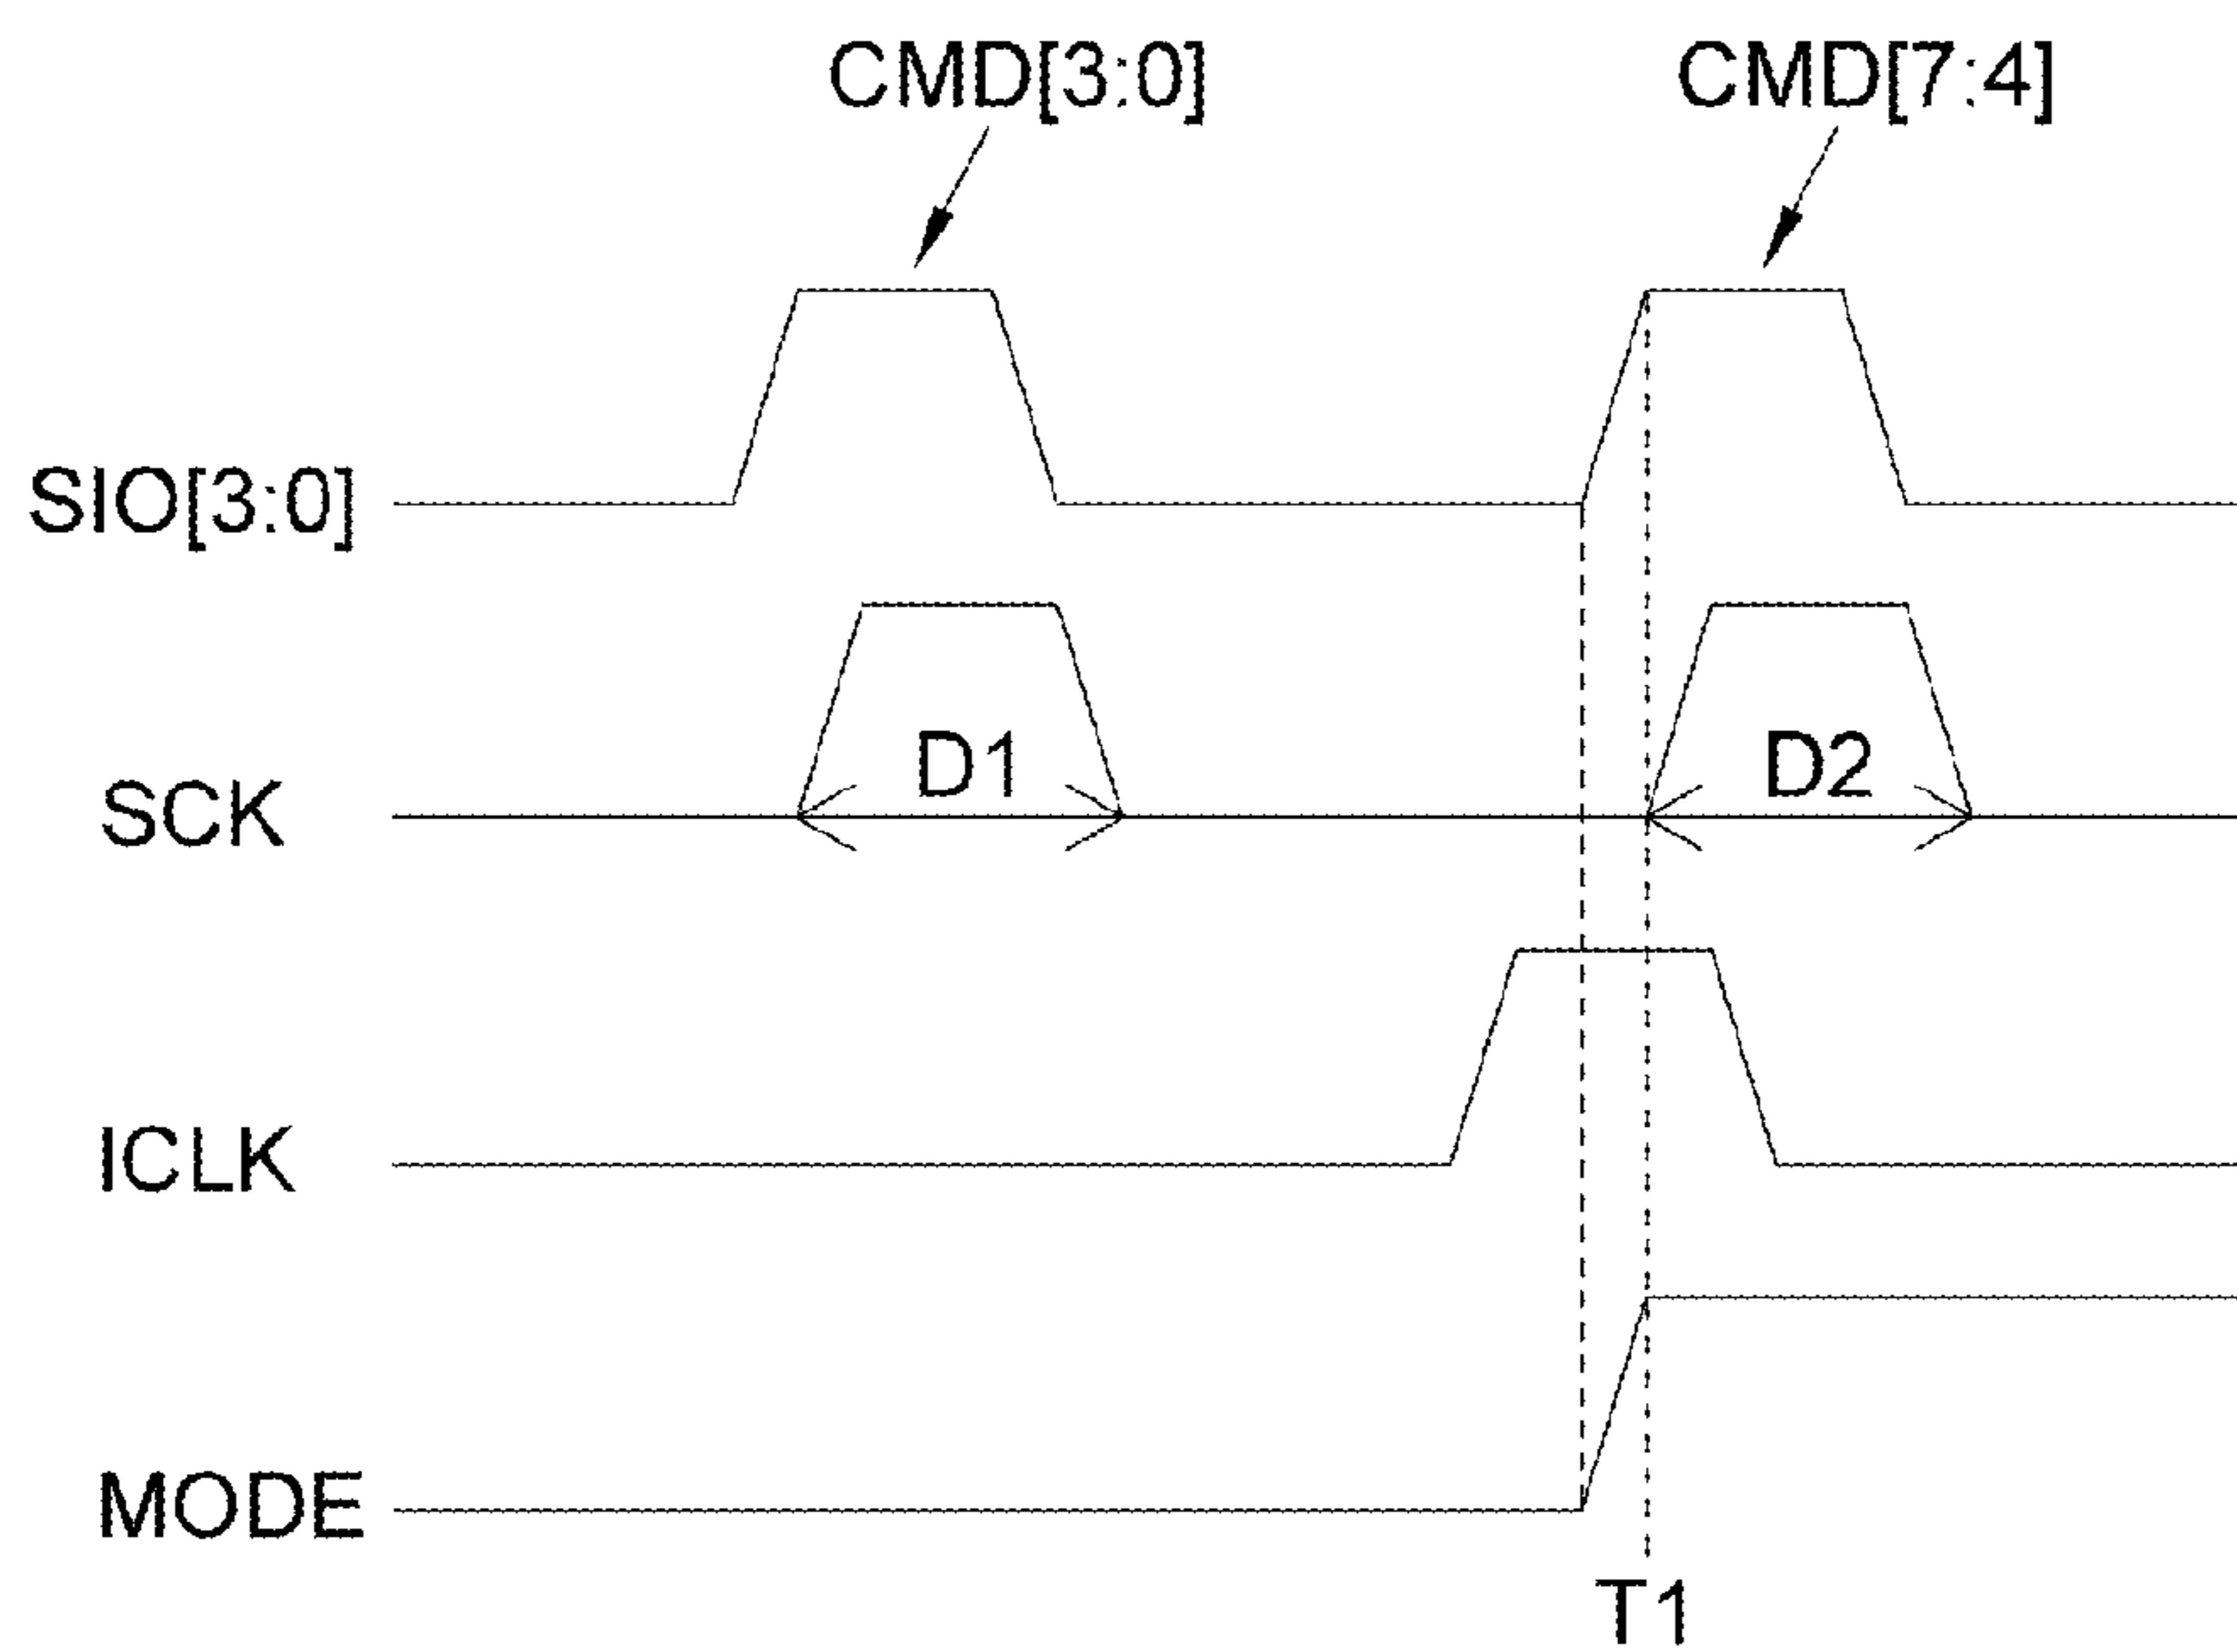 CMD[3:0] CMD[7:4]
SIO[3:0]
D1 D2
SCK
ICLK
MODE
T1